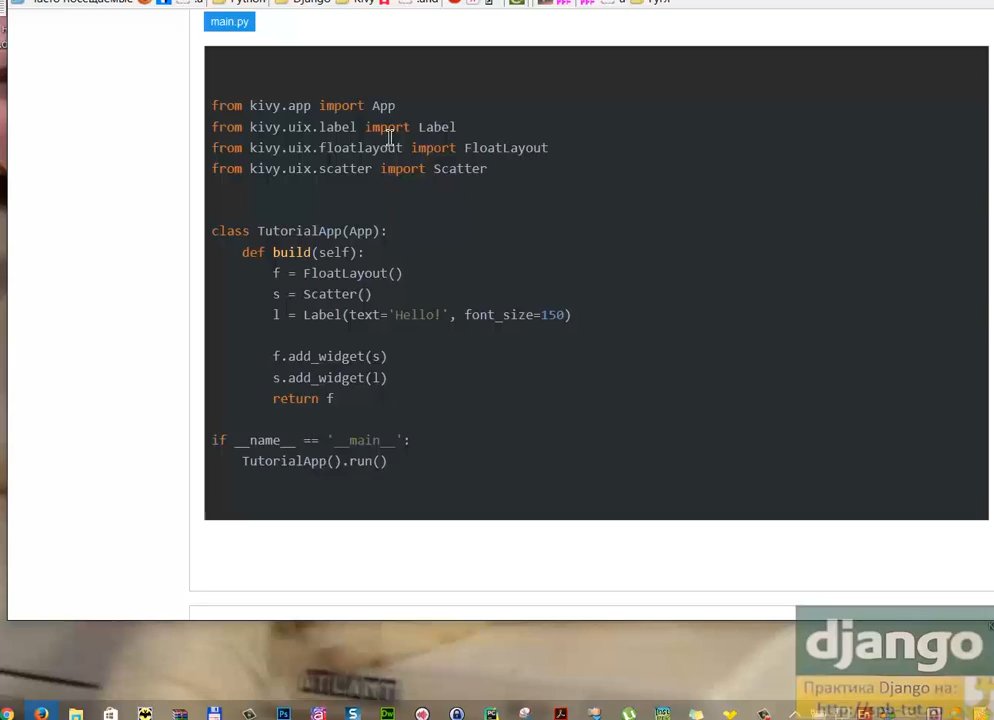 main.py
from kivy.app import App
from kivy.uix.label import Label
from kivy.uix.floatlayout import FloatLayout
from kivy.uix.scatter import Scatter
class TutorialApp(App):
def build(self):
f = FloatLayout()
s = Scatter()
l = Label(text='Hello!', font_size=150)
f.add_widget(s)
s.add_widget(l)
return f
if __name__ == '__main__':
TutorialApp().run()
django
Практика Django на: